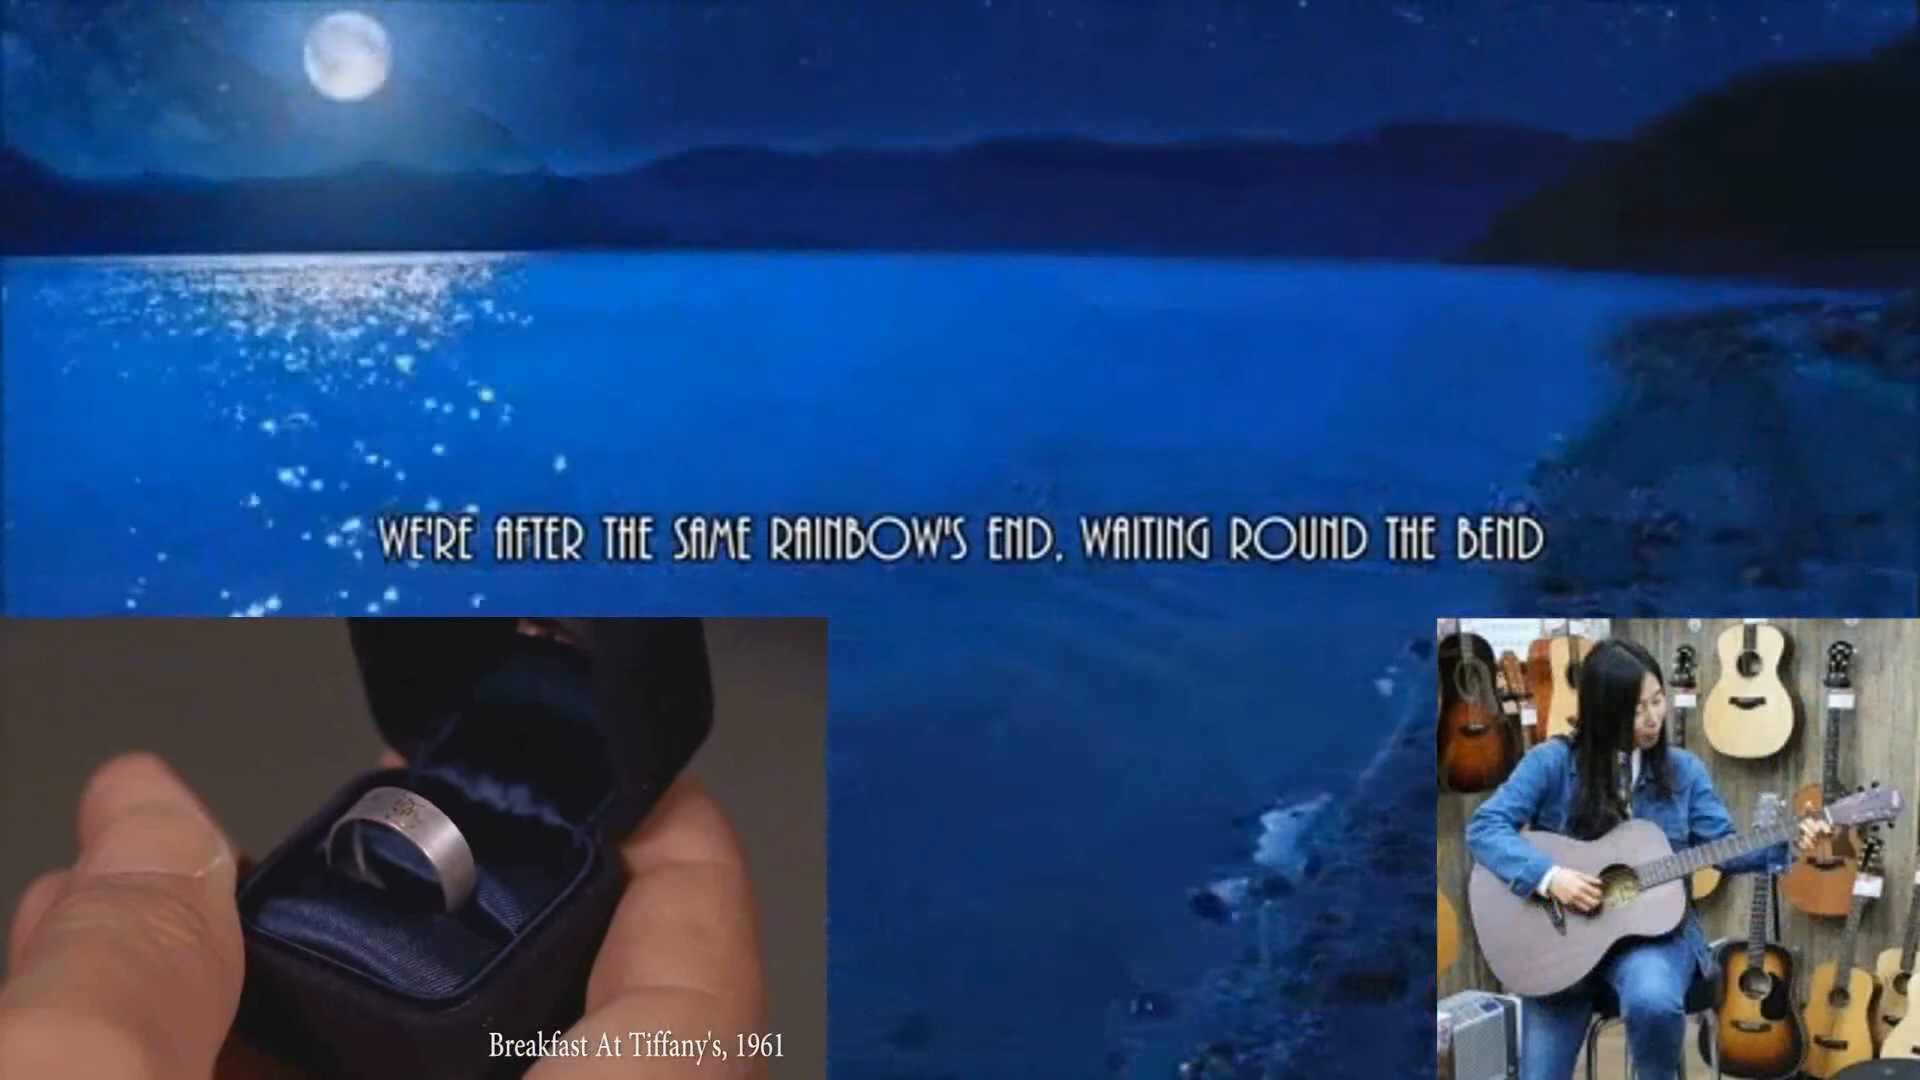 WE'RE AFTER THE SAME RAINBOW'S END, WAITING ROUND THE BEND
Breakfast At Tiffany's, 1961